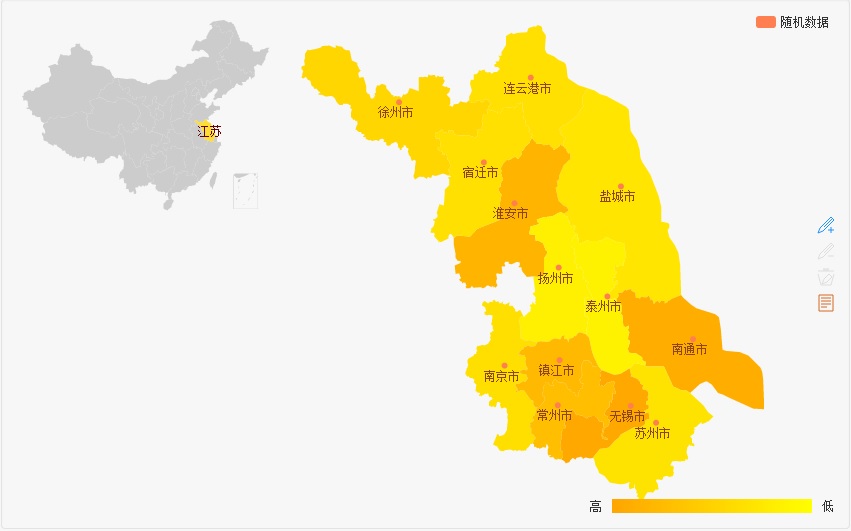 随机数据
江苏
连云港市
徐州市
宿迁市
盐城市
淮安市
扬州市
泰州市
南通市
镇江市
南京市
常州市
无锡市
苏州市
高
低